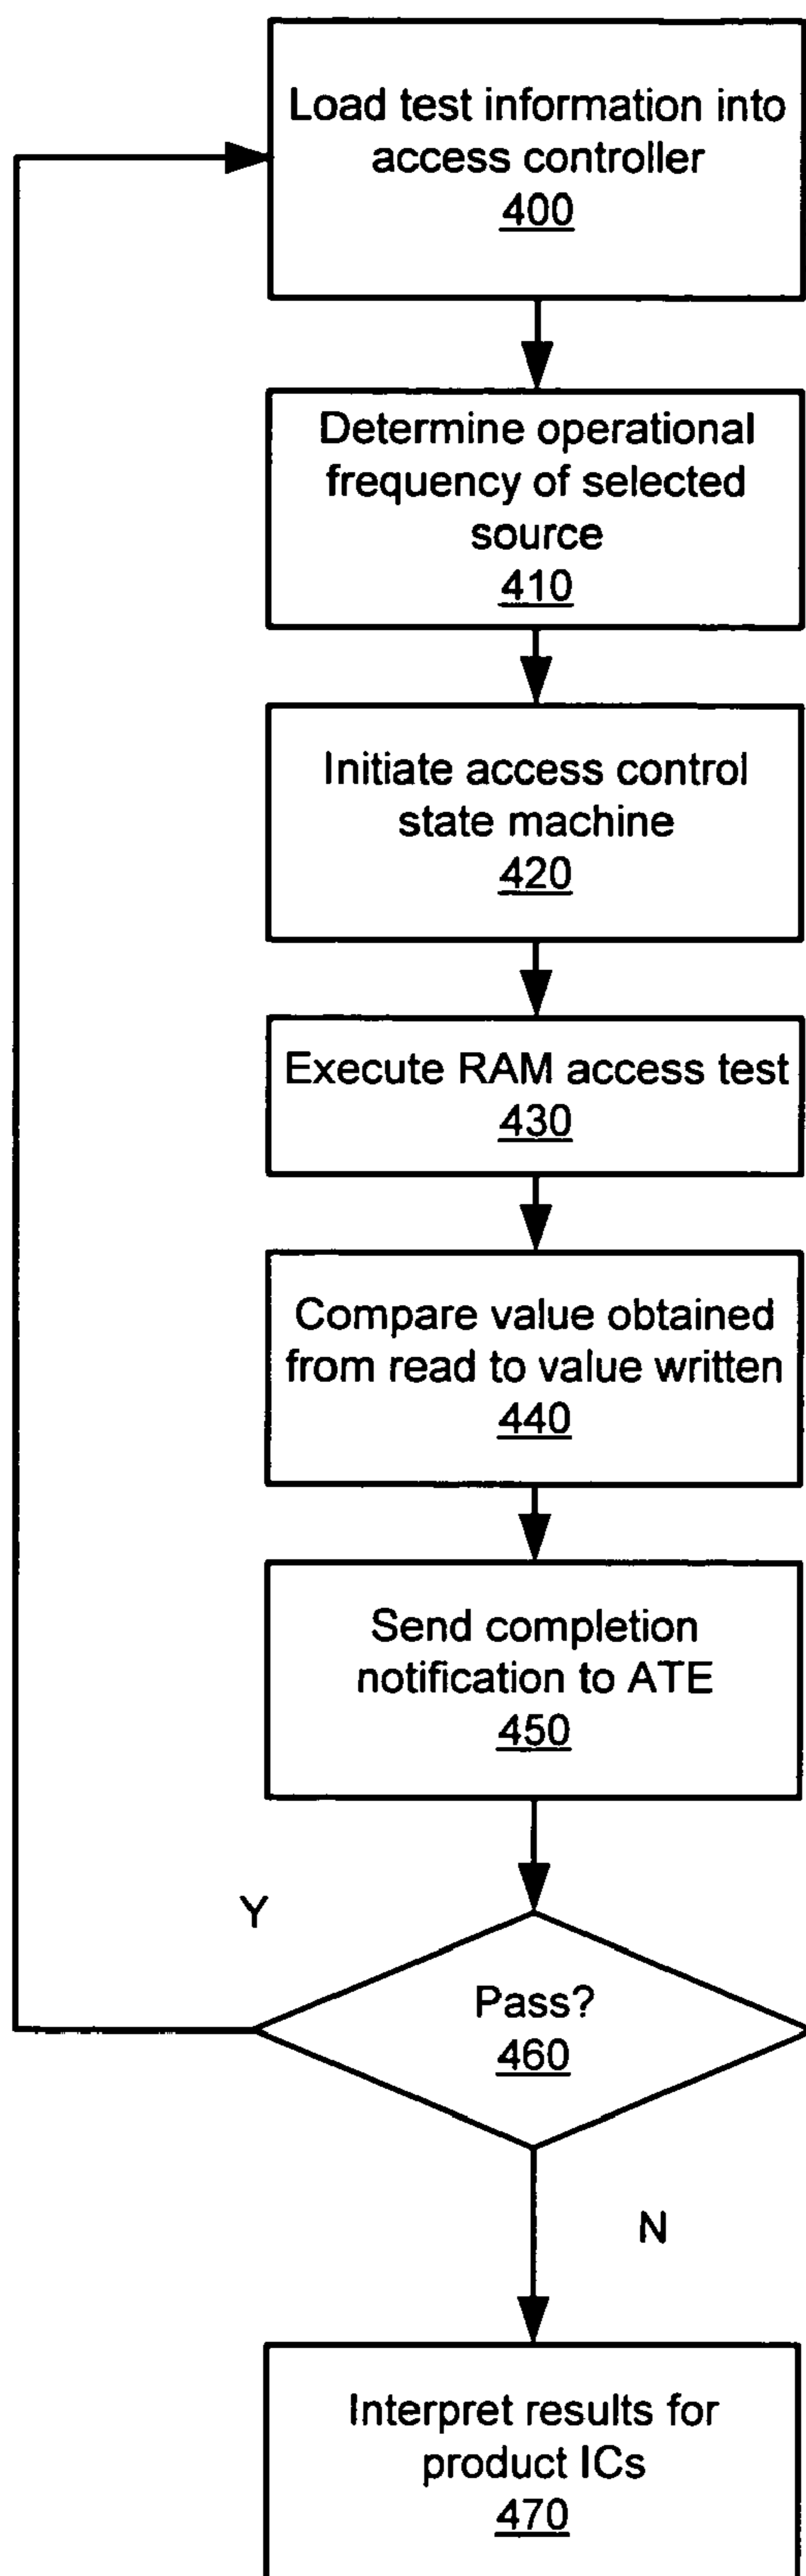 Load test information into
access controller
400
Determine operational
frequency of selected
source
410
Initiate access control
state machine
420
Execute RAM access test
430
Compare value obtained
from read to value written
440
Send completion
notification to ATE
450
Y
Pass?
460
N
Interpret results for
product ICs
470